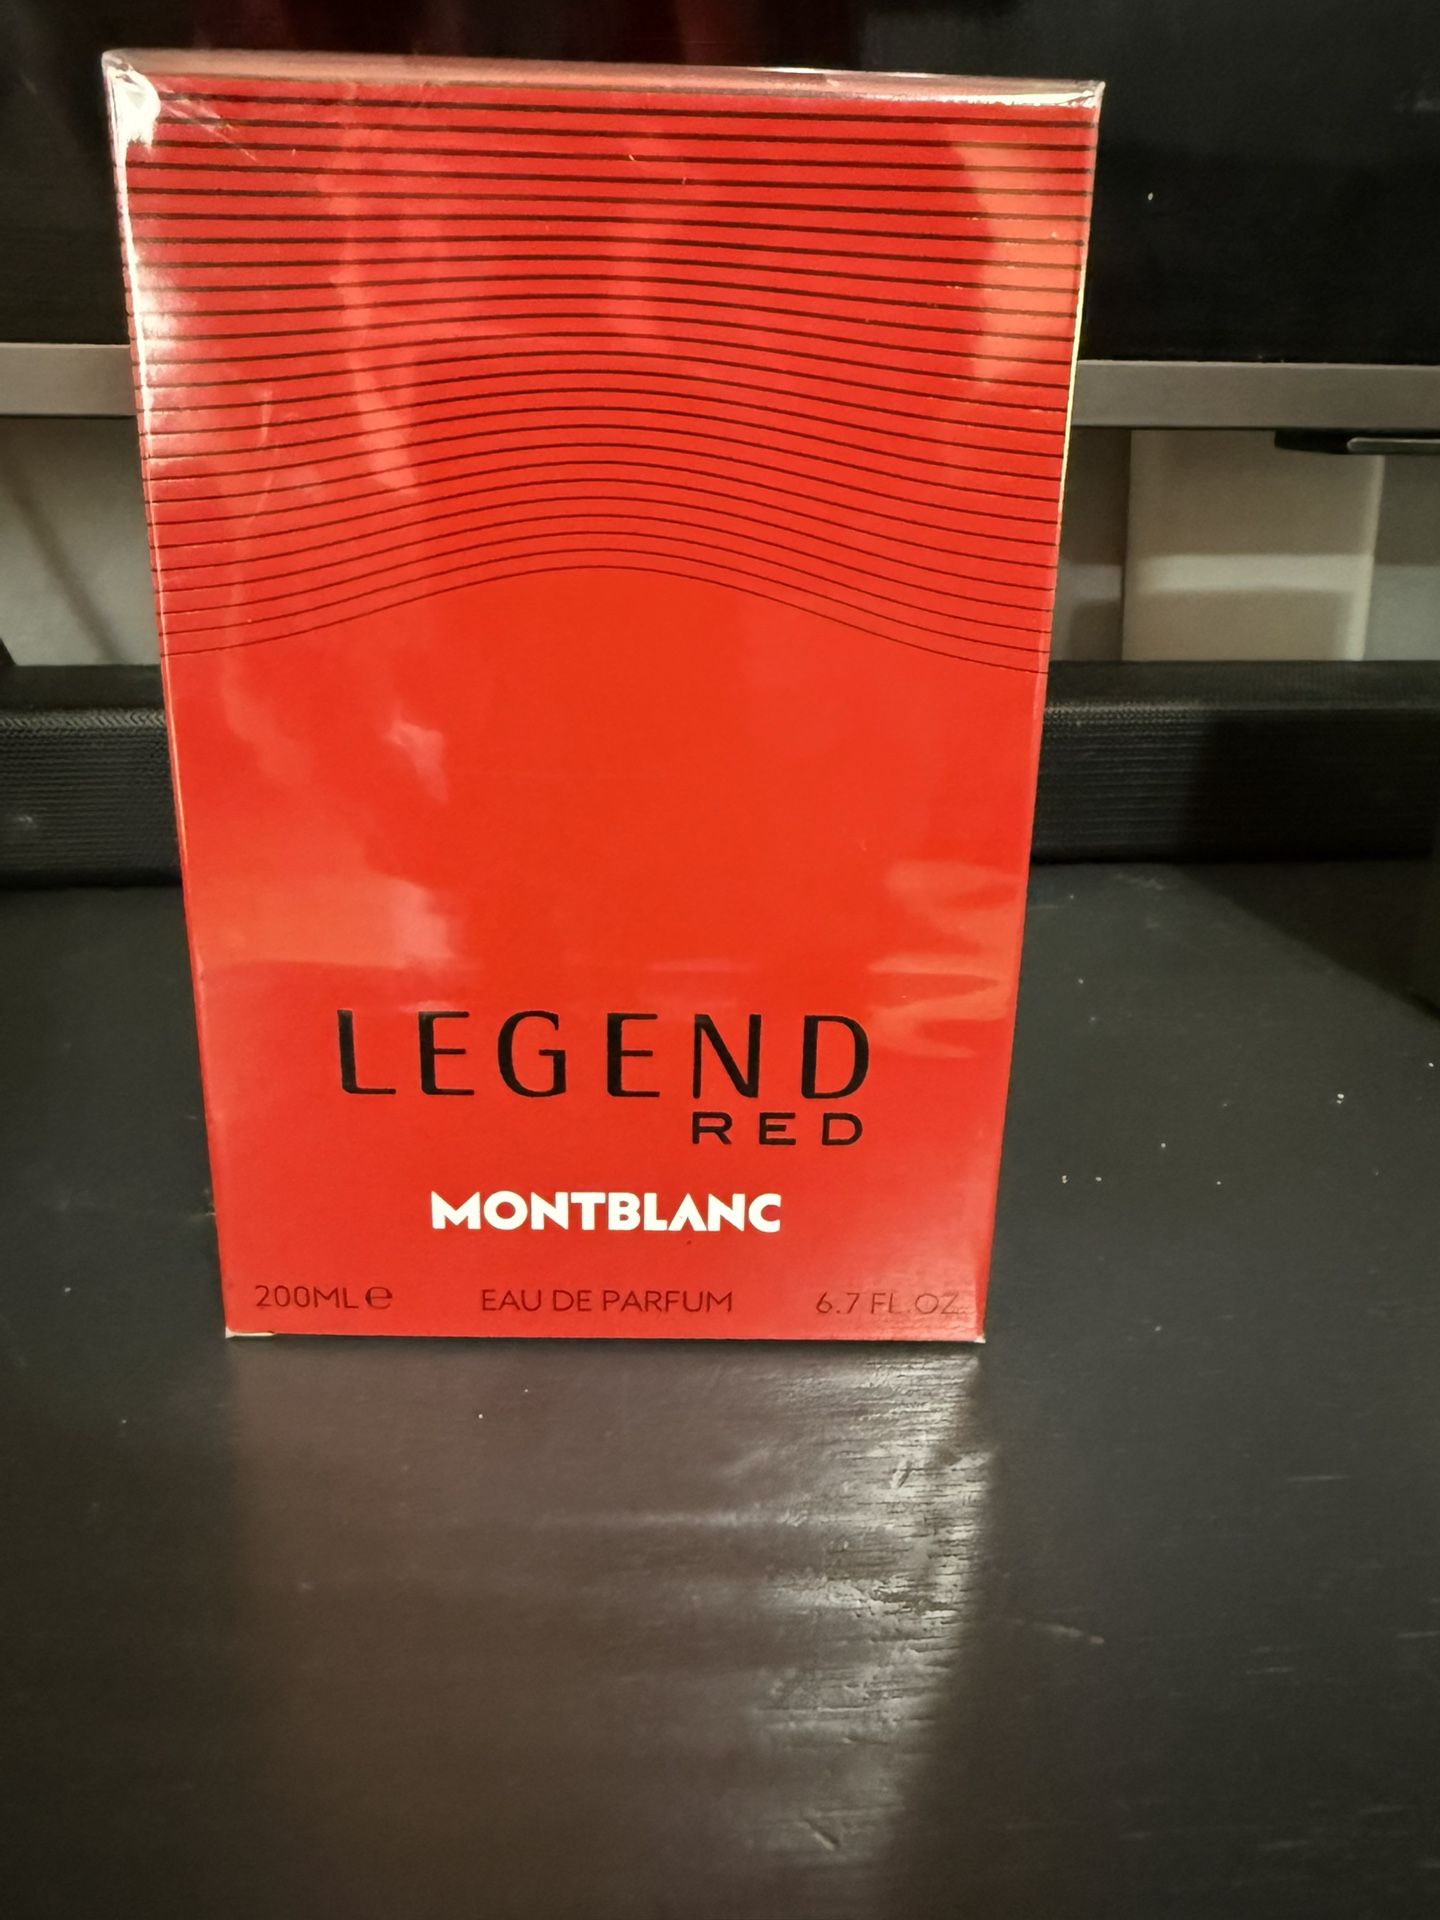 LEGEND
RED
MONTBLANC
200ML ℮ EAU DE PARFUM 6.7 FL.OZ.